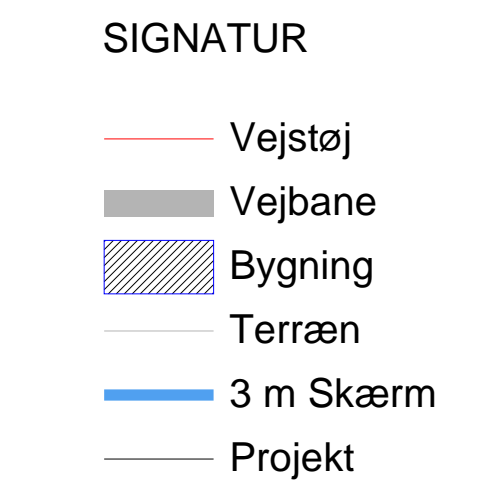 SIGNATUR
Vejstøj
Vejbane
Bygning
Terræn
3 m Skærm
Projekt